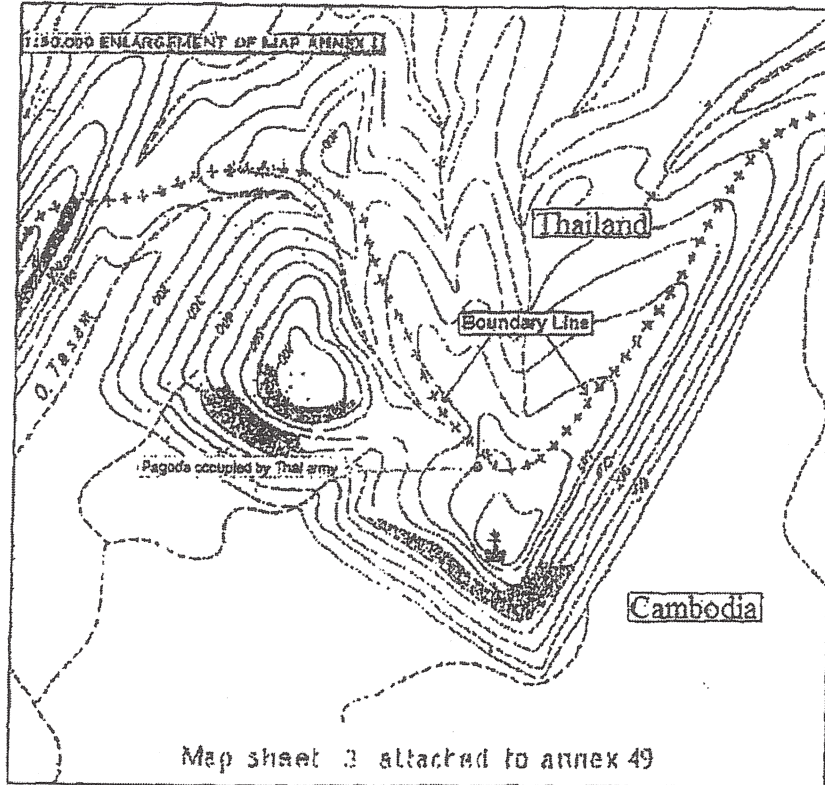 1:50.000 ENLARGEMENT OF MAP ANNEX I
Thailand
Boundary Line
O. Tasam
Pagoda occupied by Thai army
Cambodia
Map sheet 3 attached to annex 49